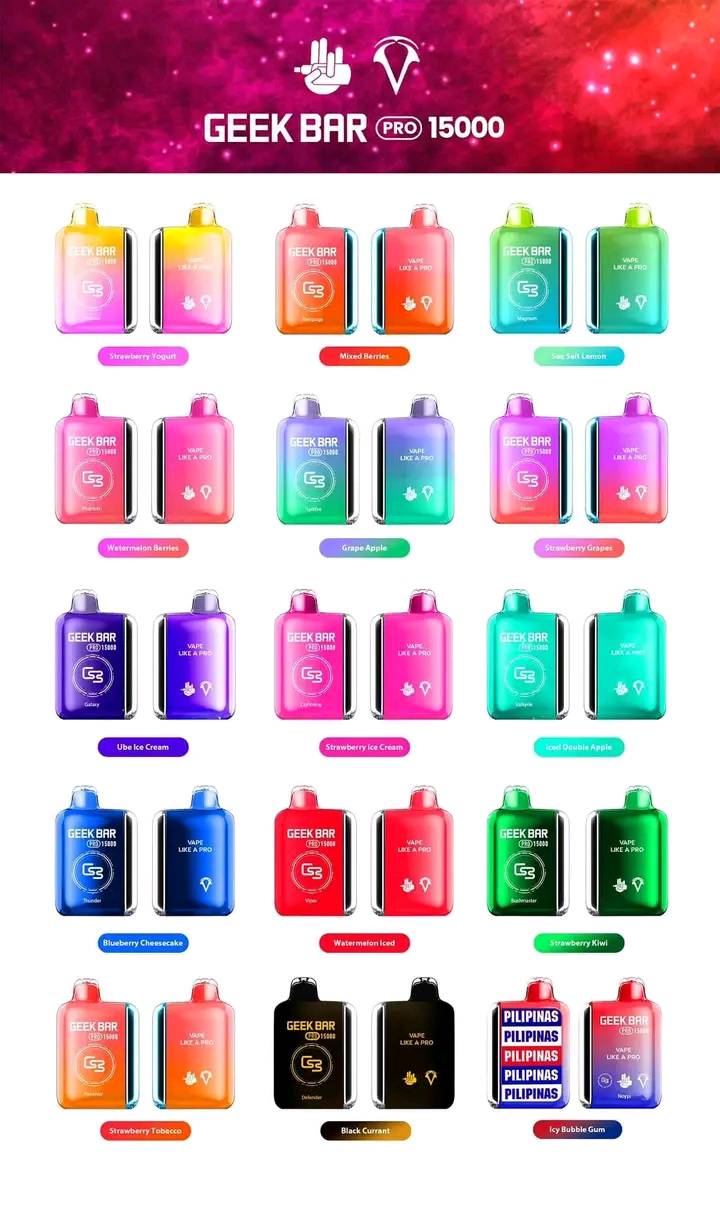 GEEK BAR PRO 15000
GEEK BAR
PRO 15000
VAPE
LIKE A PRO
Strawberry Yogurt
GEEK BAR
PRO 15000
Rampage
VAPE
LIKE A PRO
Mixed Berries
GEEK BAR
PRO 15000
Magnum
VAPE
LIKE A PRO
Sea Salt Lemon
GEEK BAR
PRO 15000
Phantom
VAPE
LIKE A PRO
Watermelon Berries
GEEK BAR
PRO 15000
Spitfire
VAPE
LIKE A PRO
Grape Apple
GEEK BAR
PRO 15000
VAPE
LIKE A PRO
Strawberry Grapes
GEEK BAR
PRO 15000
Galaxy
VAPE
LIKE A PRO
Ube Ice Cream
GEEK BAR
PRO 15000
Lightning
VAPE
LIKE A PRO
Strawberry Ice Cream
GEEK BAR
PRO 15000
Valkyrie
VAPE
LIKE A PRO
Iced Double Apple
GEEK BAR
PRO 15000
Thunder
VAPE
LIKE A PRO
Blueberry Cheesecake
GEEK BAR
PRO 15000
Viper
VAPE
LIKE A PRO
Watermelon Iced
GEEK BAR
PRO 15000
Bushmaster
VAPE
LIKE A PRO
Strawberry Kiwi
GEEK BAR
PRO 15000
VAPE
LIKE A PRO
Strawberry Tobacco
GEEK BAR
PRO 15000
Defender
VAPE
LIKE A PRO
Black Currant
PILIPINAS
PILIPINAS
PILIPINAS
PILIPINAS
PILIPINAS
GEEK BAR
PRO 15000
VAPE
LIKE A PRO
Noypi
Icy Bubble Gum